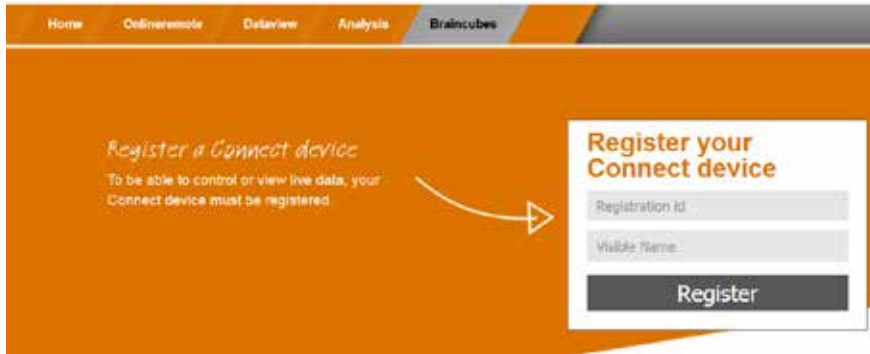 Home Onlineremote Dataview Analysis Braincubes
Register a Connect device
To be able to control or view live data, your
Connect device must be registered
Register your
Connect device
Registration Id
Visible Name
Register